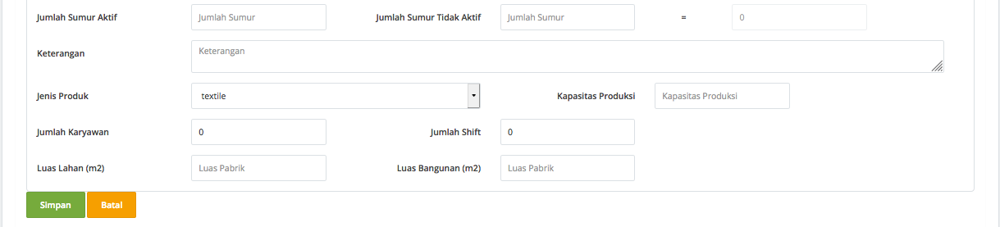 Jumlah Sumur Aktif Jumlah Sumur Jumlah Sumur Tidak Aktif Jumlah Sumur = 0
Keterangan Keterangan
Jenis Produk textile Kapasitas Produksi Kapasitas Produksi
Jumlah Karyawan 0 Jumlah Shift 0
Luas Lahan (m2) Luas Pabrik Luas Bangunan (m2) Luas Pabrik
Simpan Batal